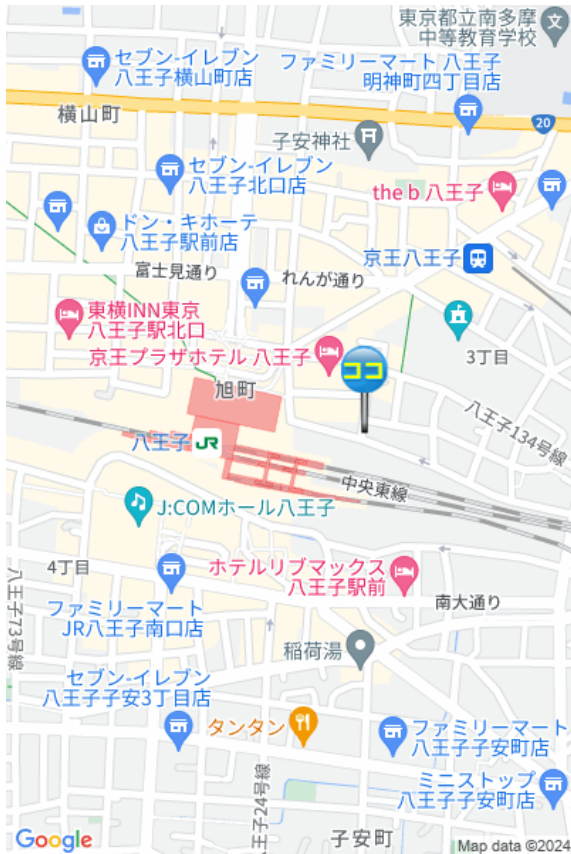 東京都立南多摩
中等教育学校
セブン-イレブン
八王子横山町店
ファミリーマート 八王子
明神町四丁目店
横山町
20
子安神社
セブン-イレブン
八王子北口店
the b 八王子
ドン・キホーテ
八王子駅前店
京王八王子
富士見通り
れんが通り
東横INN東京
八王子駅北口
3丁目
京王プラザホテル 八王子
ココ
旭町
八王子134号線
八王子
JR
中央東線
J:COMホール八王子
4丁目
ホテルリブマックス
八王子駅前
八王子73号線
南大通り
ファミリーマート
JR八王子南口店
稲荷湯
セブン-イレブン
八王子子安3丁目店
タンタン
ファミリーマート
八王子子安町店
ミニストップ
八王子子安町店
王子24号線
子安町
Google
Map data ©2024